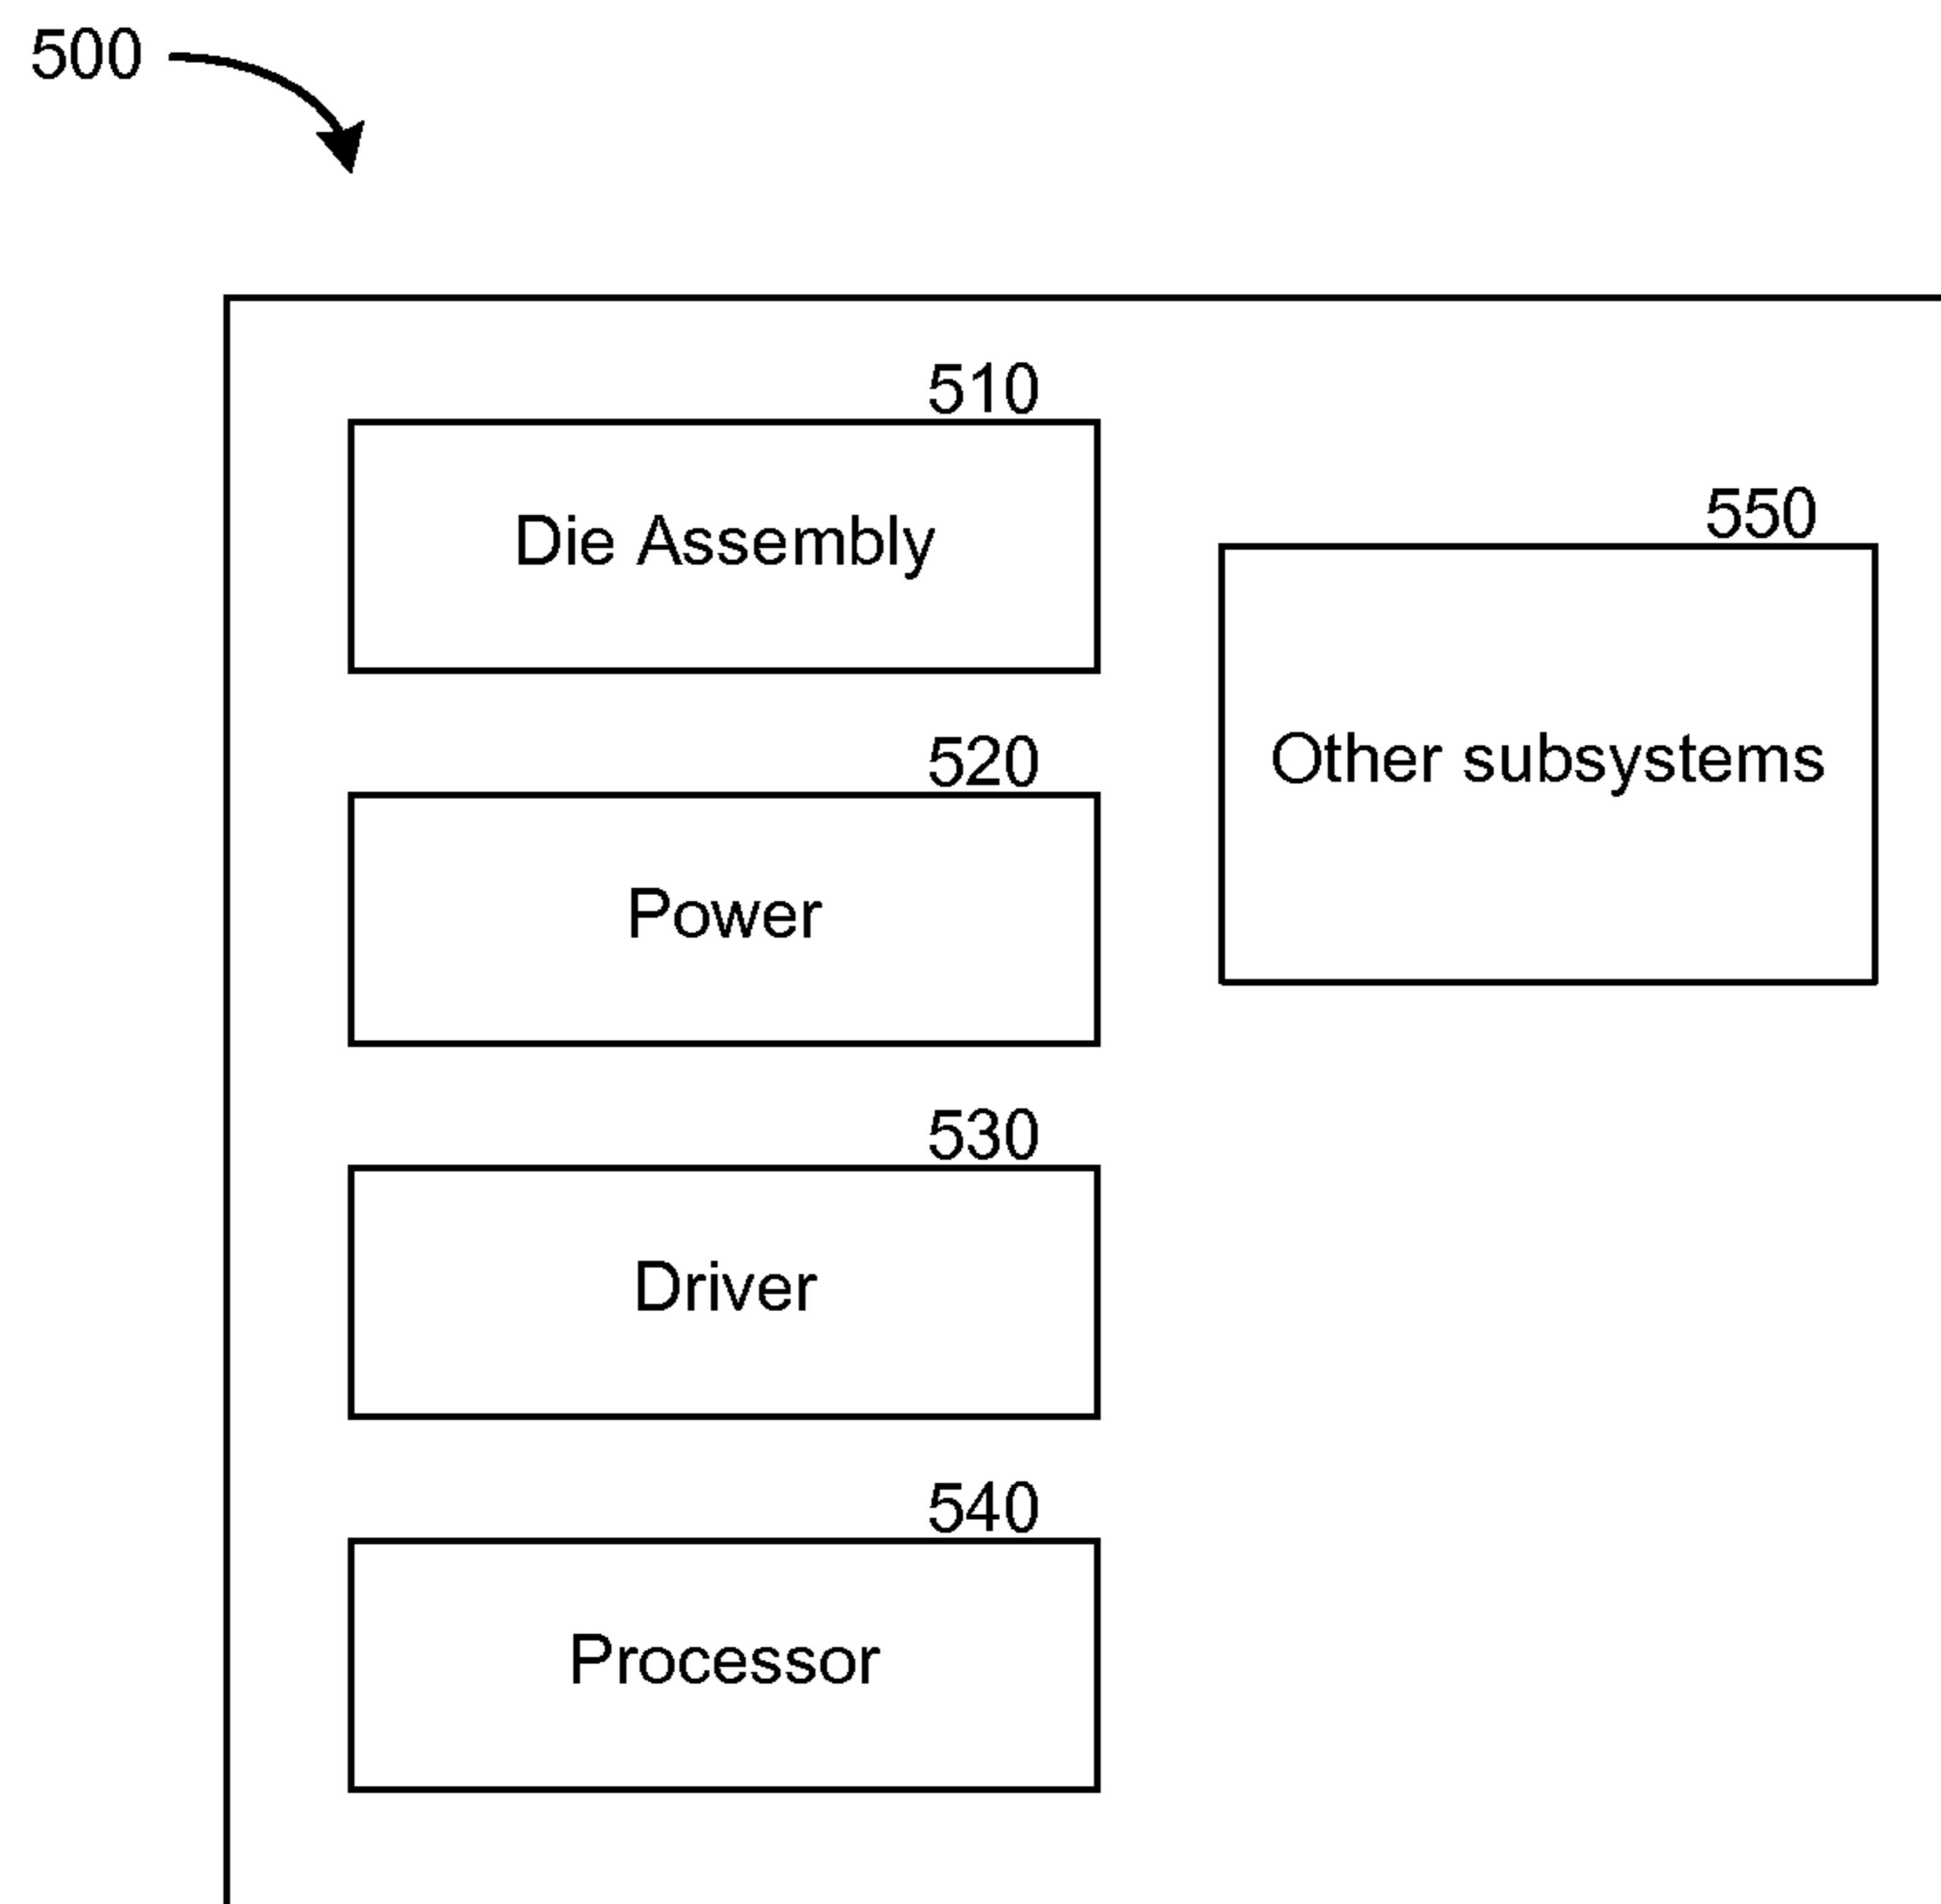 500
510
Die Assembly
550
Other subsystems
520
Power
530
Driver
540
Processor